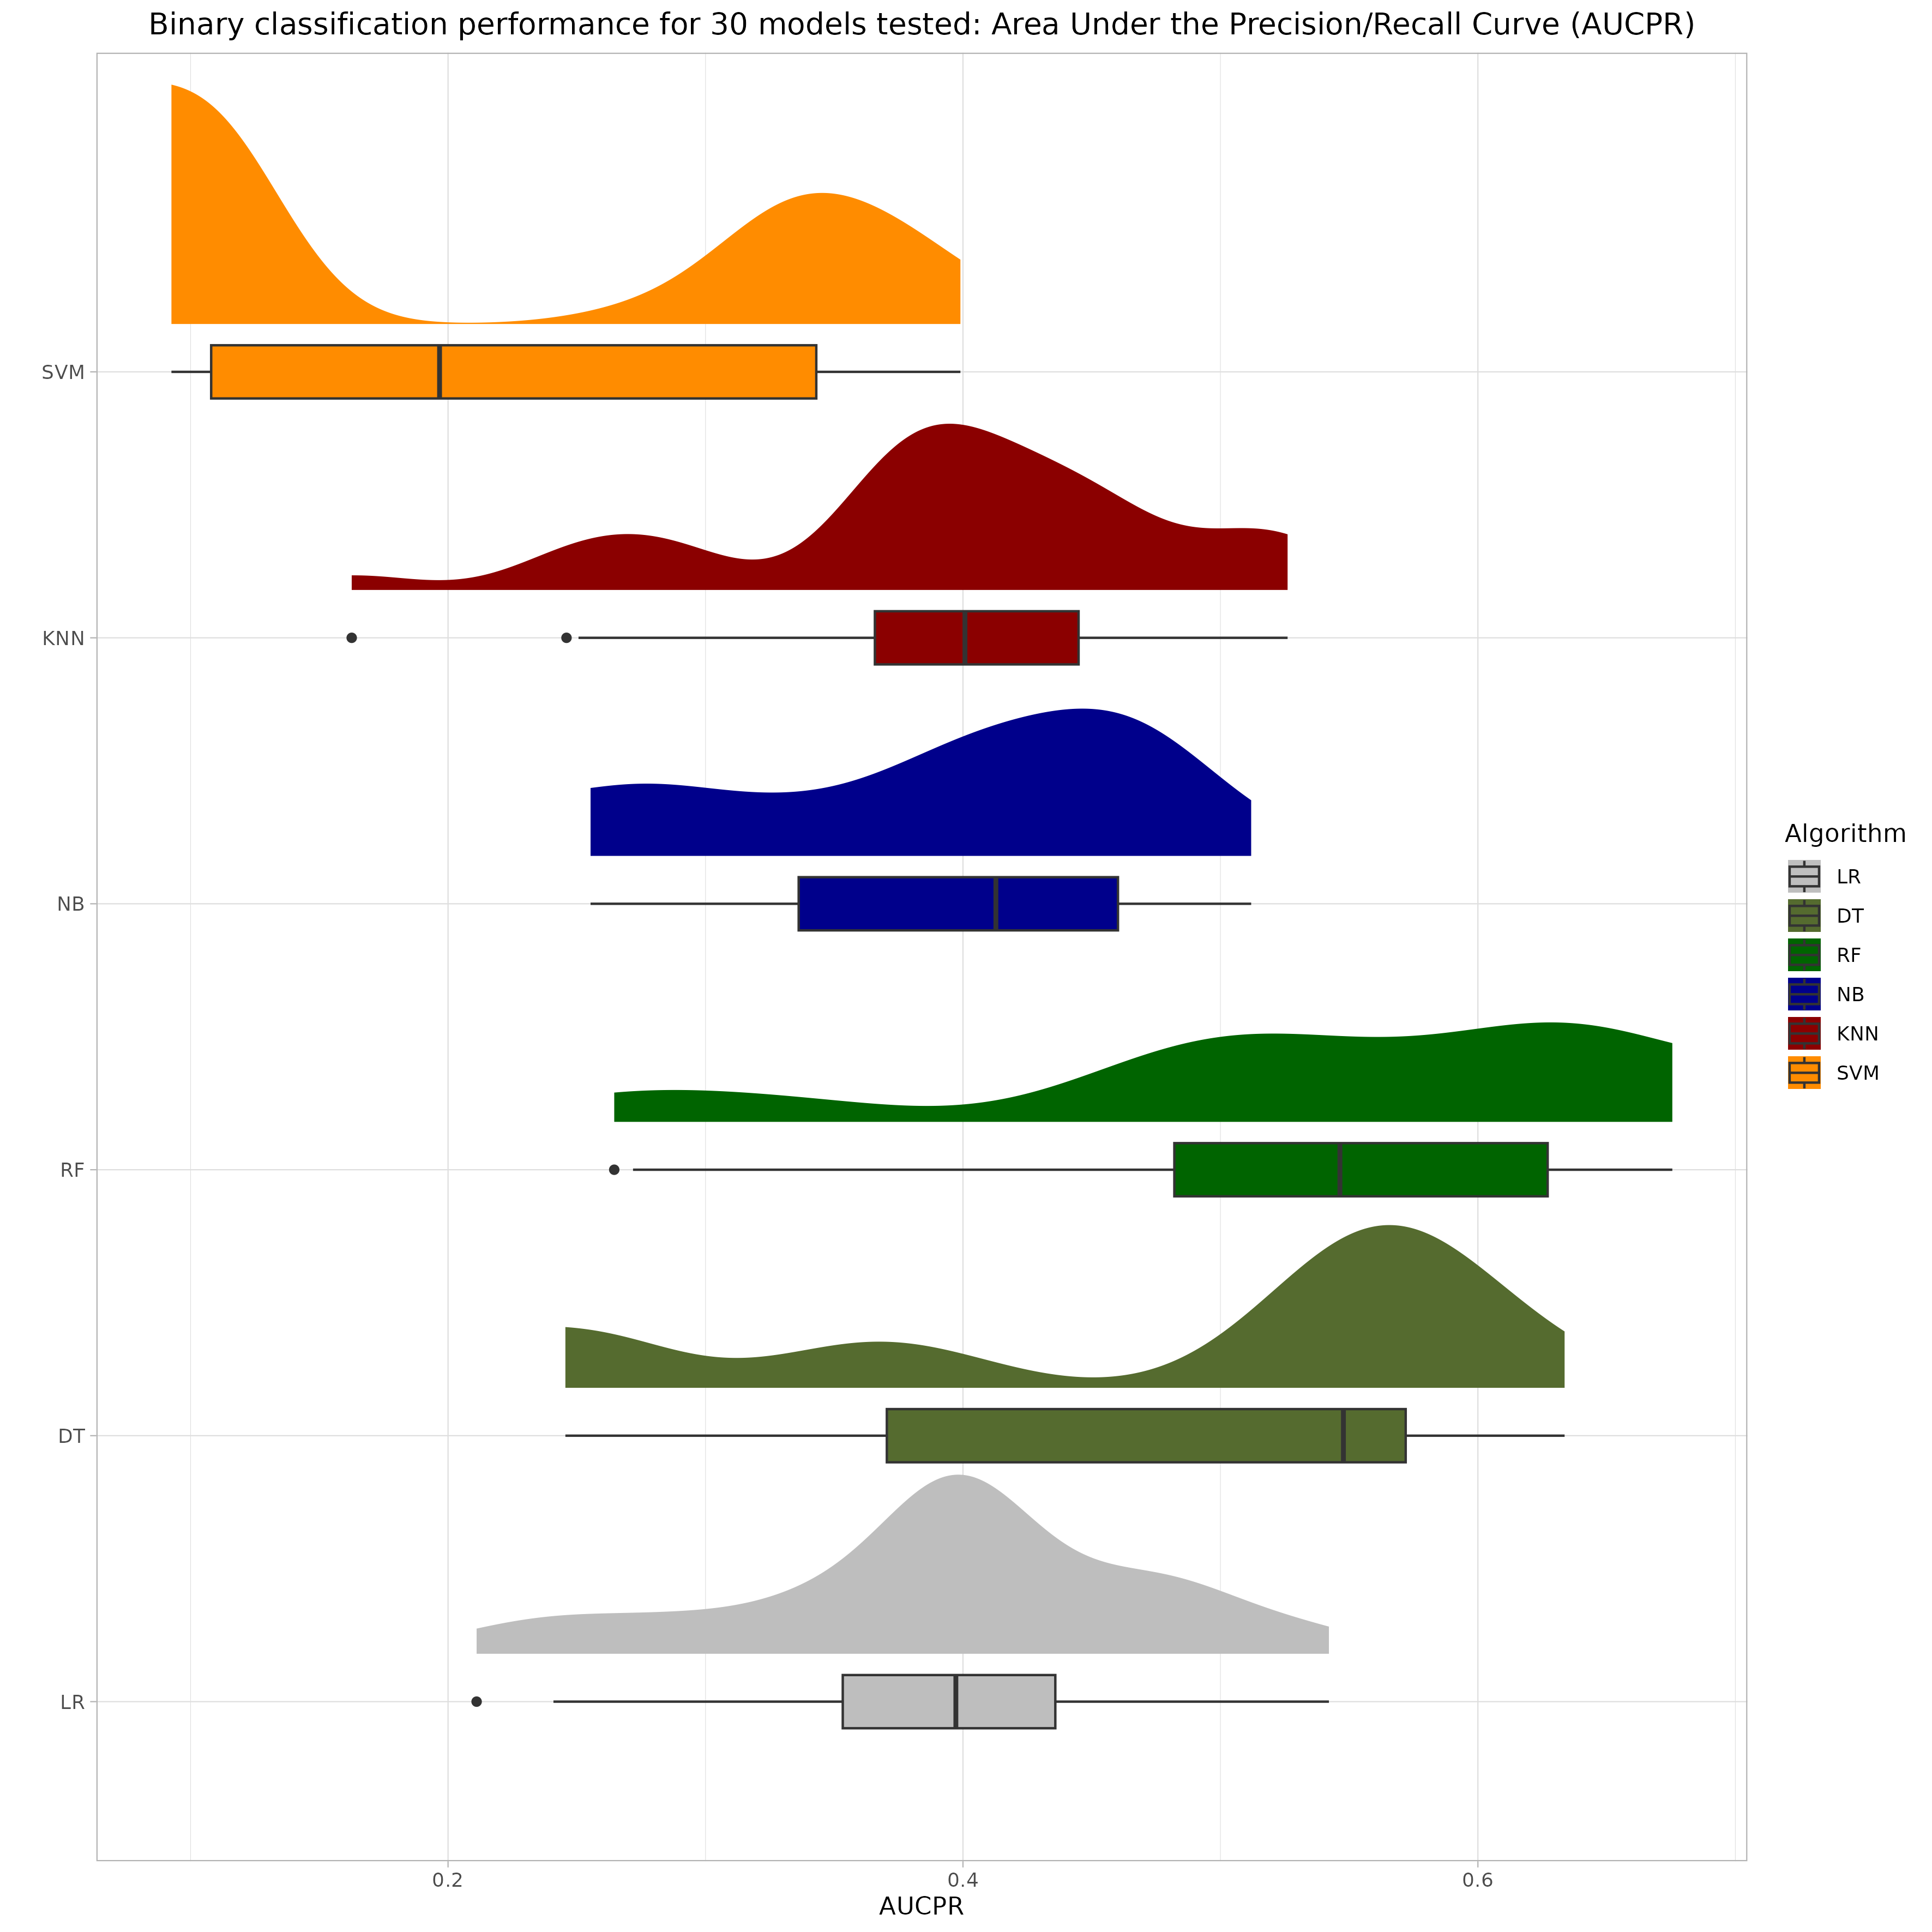 Binary classification performance for 30 models tested: Area Under the Precision/Recall Curve (AUCPR)
SVM
KNN
NB
RF
DT
LR
0.2
0.4
0.6
AUCPR
Algorithm
LR
DT
RF
NB
KNN
SVM